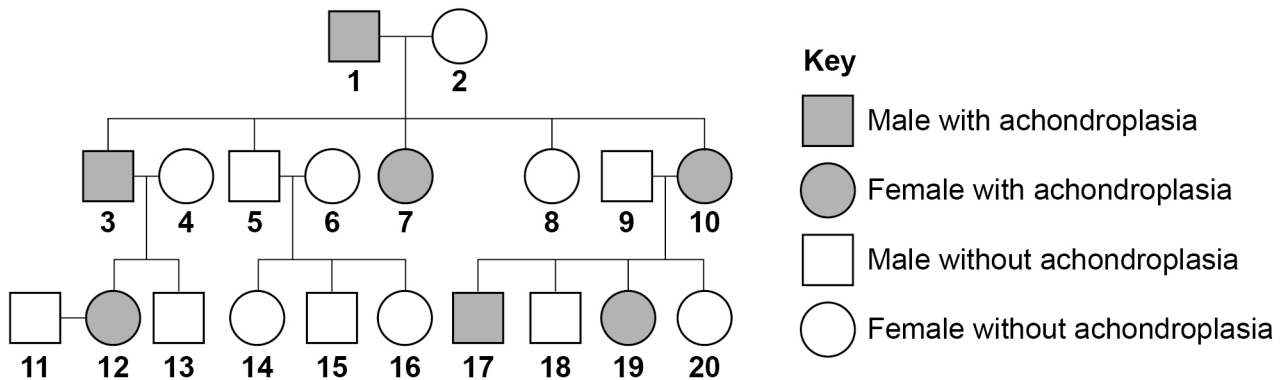 1 2
Key
Male with achondroplasia
Female with achondroplasia
Male without achondroplasia
Female without achondroplasia
3 4 5 6 7 8 9 10
11 12 13 14 15 16 17 18 19 20